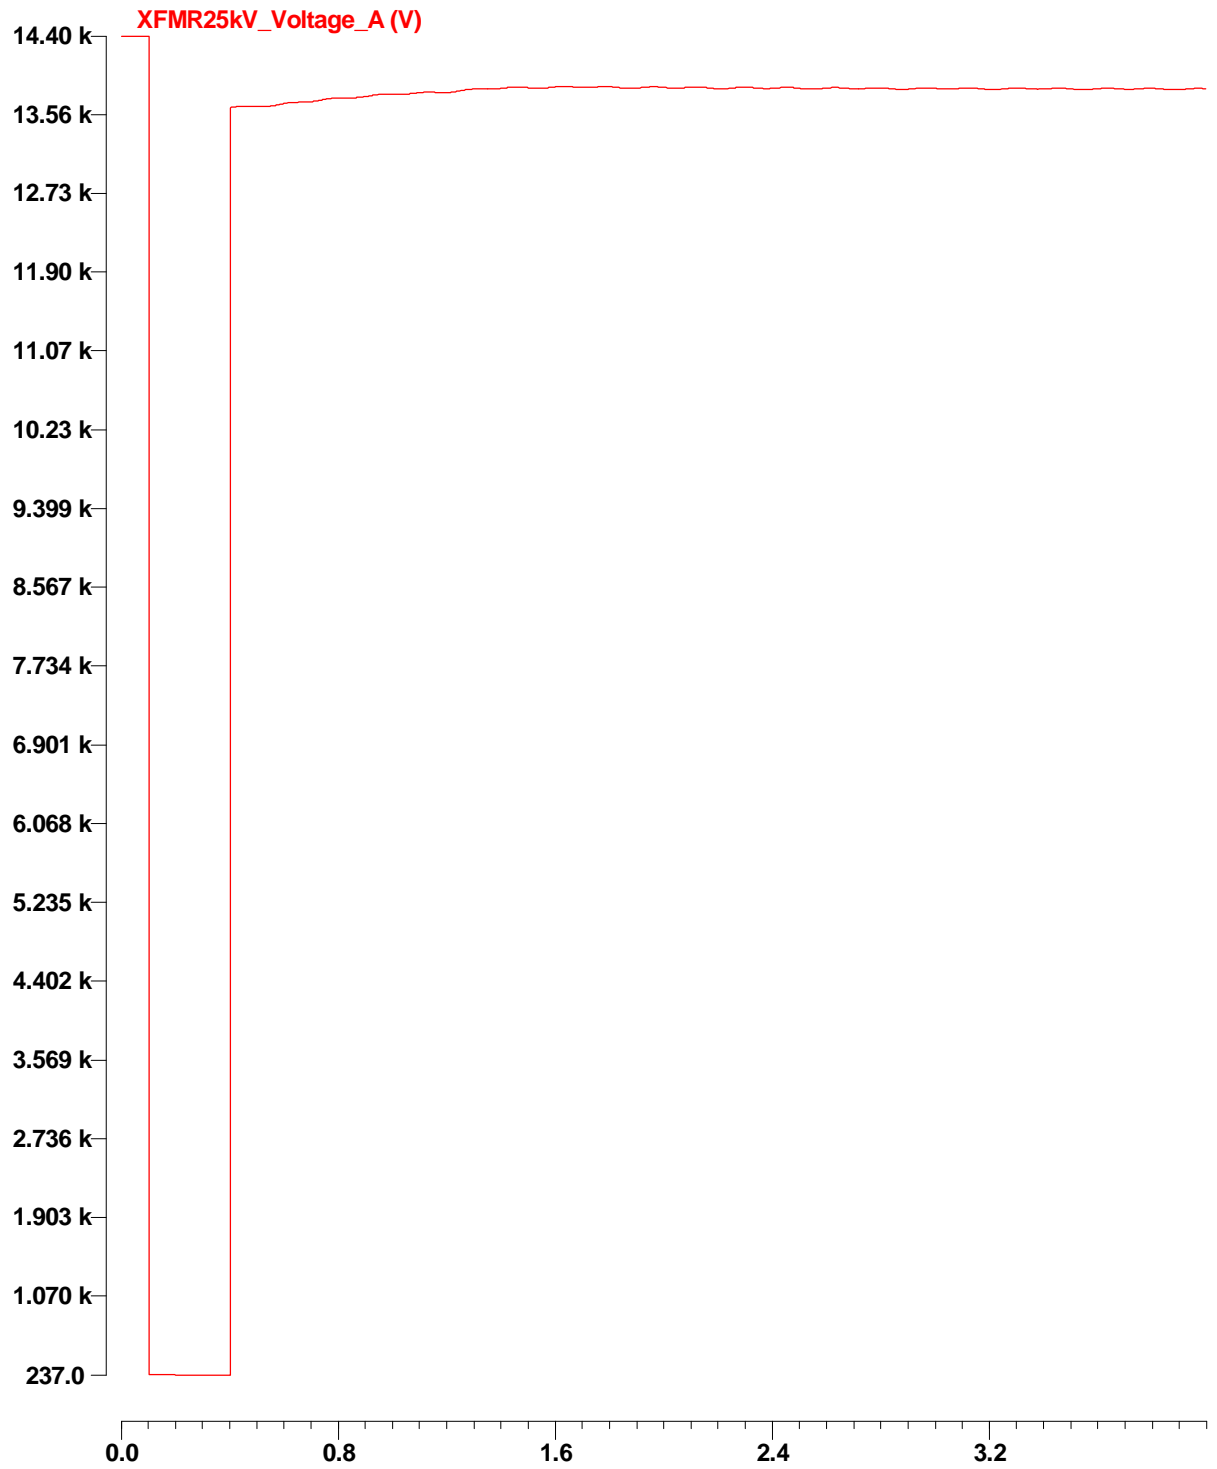 XFMR25kV_Voltage_A (V)
14.40 k
13.56 k
12.73 k
11.90 k
11.07 k
10.23 k
9.399 k
8.567 k
7.734 k
6.901 k
6.068 k
5.235 k
4.402 k
3.569 k
2.736 k
1.903 k
1.070 k
237.0
0.0 0.8 1.6 2.4 3.2